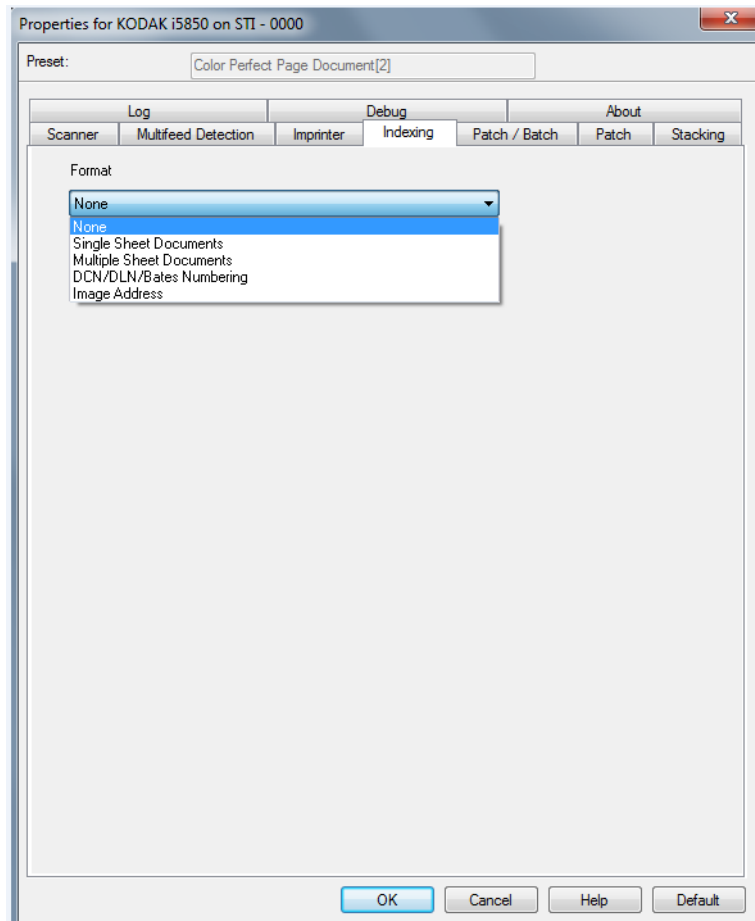 Properties for KODAK i5850 on STI - 0000
Preset: Color Perfect Page Document[2]
Log Debug About
Scanner Multifeed Detection Imprinter Indexing Patch / Batch Patch Stacking
Format
None
None
Single Sheet Documents
Multiple Sheet Documents
DCN/DLN/Bates Numbering
Image Address
OK Cancel Help Default